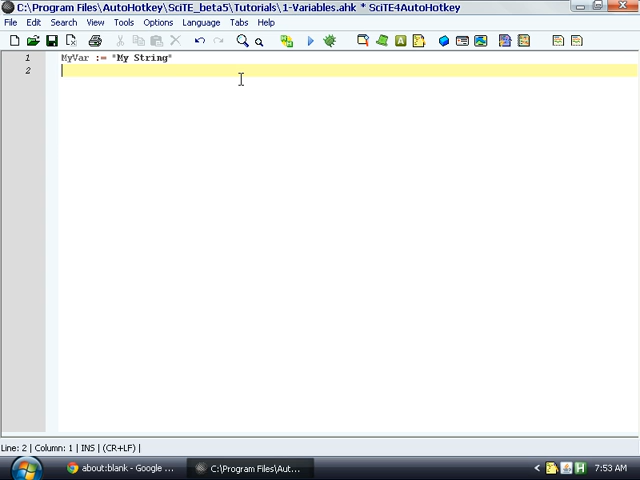 C:\Program Files\AutoHotkey\SciTE_beta5\Tutorials\1-Variables.ahk * SciTE4AutoHotkey
File Edit Search View Tools Options Language Tabs Help
1 MyVar := "My String"
2
Line: 2 | Column: 1 | INS | (CR+LF) |
about:blank - Google ... C:\Program Files\Aut... < H 7:53 AM